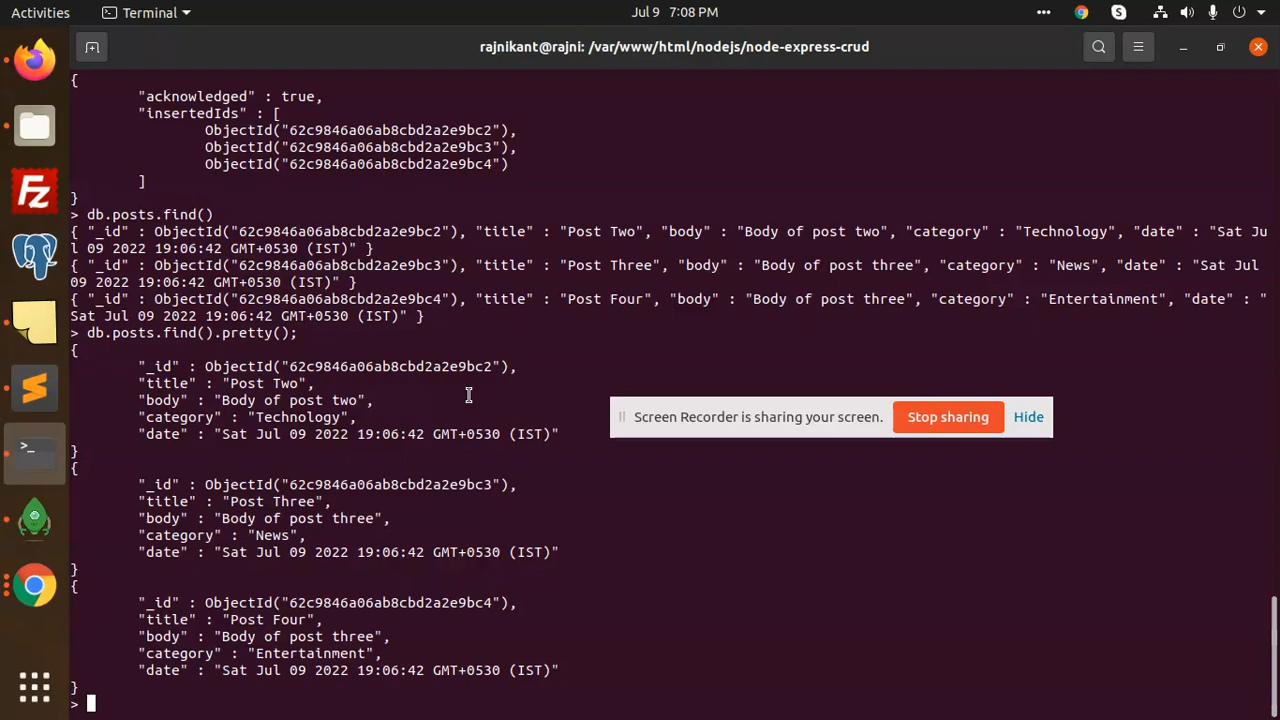 Activities Terminal Jul 9 7:08 PM
rajnikant@rajni: /var/www/html/nodejs/node-express-crud
{
"acknowledged" : true,
"insertedIds" : [
ObjectId("62c9846a06ab8cbd2a2e9bc2"),
ObjectId("62c9846a06ab8cbd2a2e9bc3"),
ObjectId("62c9846a06ab8cbd2a2e9bc4")
]
}
> db.posts.find()
{ "_id" : ObjectId("62c9846a06ab8cbd2a2e9bc2"), "title" : "Post Two", "body" : "Body of post two", "category" : "Technology", "date" : "Sat Ju
l 09 2022 19:06:42 GMT+0530 (IST)" }
{ "_id" : ObjectId("62c9846a06ab8cbd2a2e9bc3"), "title" : "Post Three", "body" : "Body of post three", "category" : "News", "date" : "Sat Jul
09 2022 19:06:42 GMT+0530 (IST)" }
{ "_id" : ObjectId("62c9846a06ab8cbd2a2e9bc4"), "title" : "Post Four", "body" : "Body of post three", "category" : "Entertainment", "date" : "
Sat Jul 09 2022 19:06:42 GMT+0530 (IST)" }
> db.posts.find().pretty();
{
"_id" : ObjectId("62c9846a06ab8cbd2a2e9bc2"),
"title" : "Post Two",
"body" : "Body of post two",
"category" : "Technology",
"date" : "Sat Jul 09 2022 19:06:42 GMT+0530 (IST)"
}
{
"_id" : ObjectId("62c9846a06ab8cbd2a2e9bc3"),
"title" : "Post Three",
"body" : "Body of post three",
"category" : "News",
"date" : "Sat Jul 09 2022 19:06:42 GMT+0530 (IST)"
}
{
"_id" : ObjectId("62c9846a06ab8cbd2a2e9bc4"),
"title" : "Post Four",
"body" : "Body of post three",
"category" : "Entertainment",
"date" : "Sat Jul 09 2022 19:06:42 GMT+0530 (IST)"
}
>
Screen Recorder is sharing your screen. Stop sharing Hide